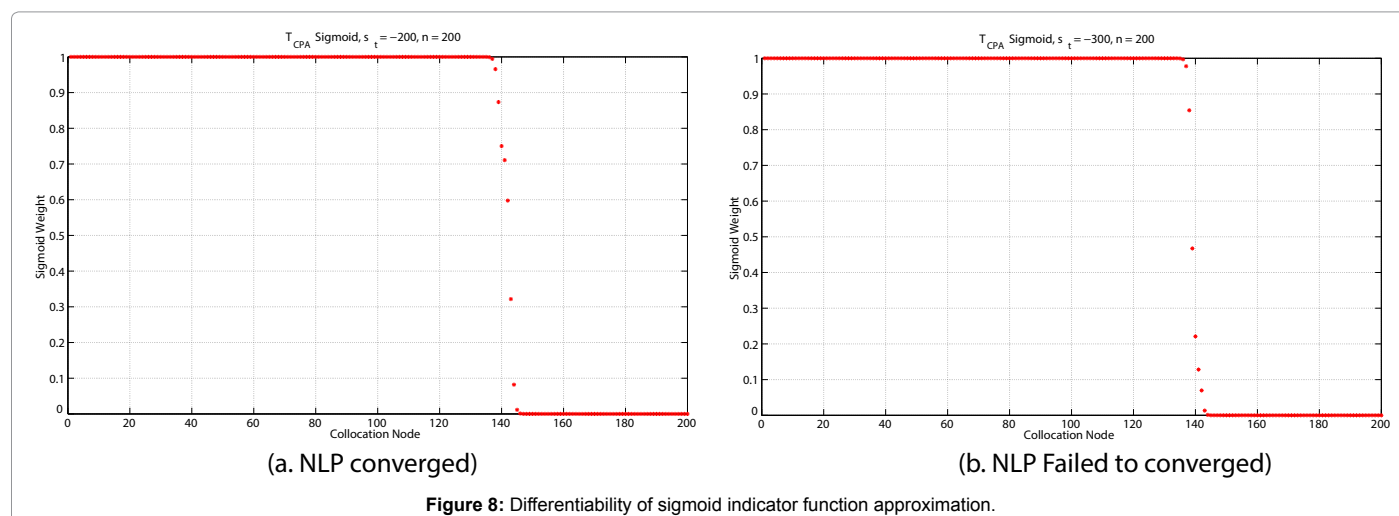 T CPA Sigmoid, s t = −200, n = 200
1
0.9
0.8
0.7
0.6
0.5
0.4
0.3
0.2
0.1
0
Sigmoid Weight
0 20 40 60 80 100 120 140 160 180 200
Collocation Node
(a. NLP converged)
T CPA Sigmoid, s t = −300, n = 200
1
0.9
0.8
0.7
0.6
0.5
0.4
0.3
0.2
0.1
0
Sigmoid Weight
0 20 40 60 80 100 120 140 160 180 200
Collocation Node
(b. NLP Failed to converged)
Figure 8: Differentiability of sigmoid indicator function approximation.